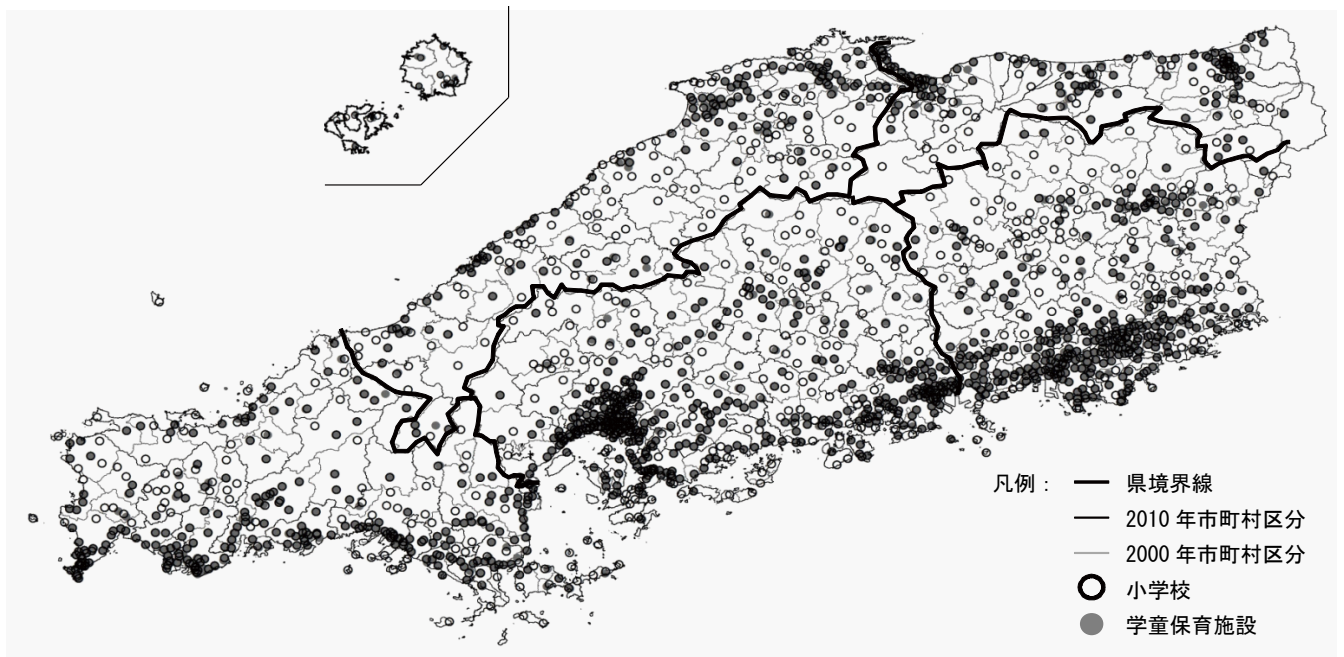 凡例： 県境界線
2010 年市町村区分
2000 年市町村区分
小学校
学童保育施設